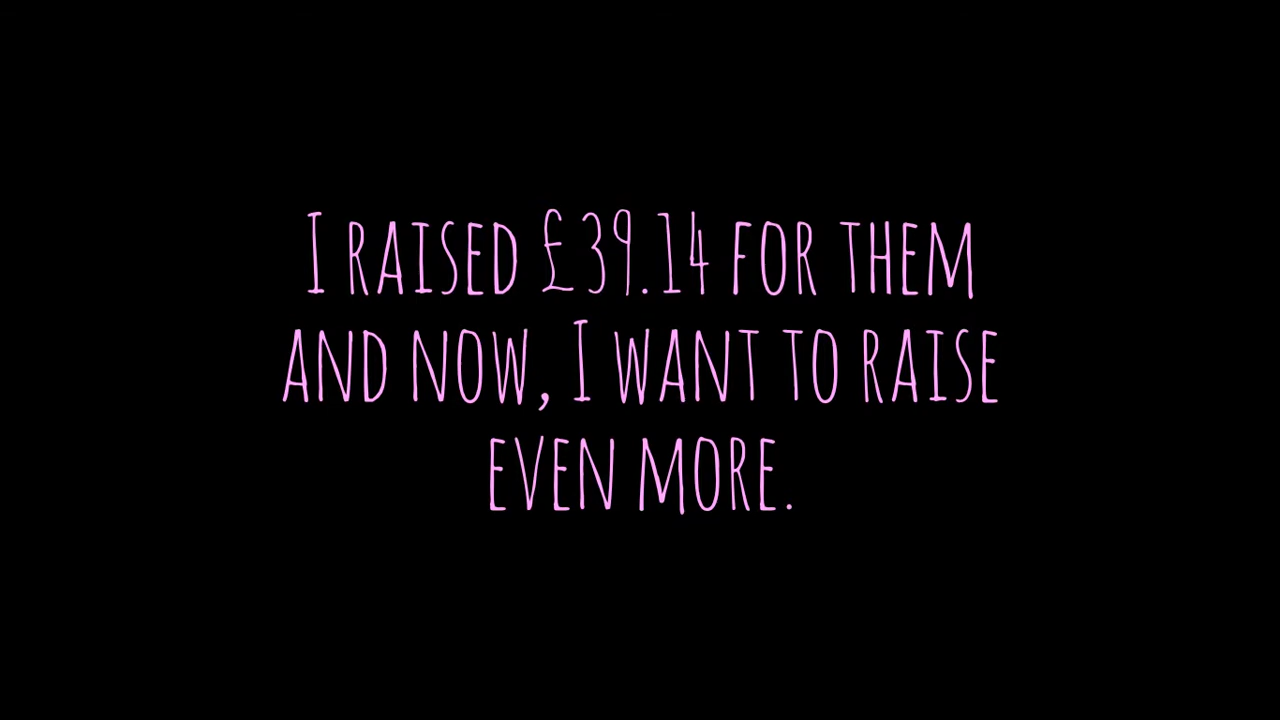 I RAISED £39.14 FOR THEM
AND NOW, I WANT TO RAISE
EVEN MORE.